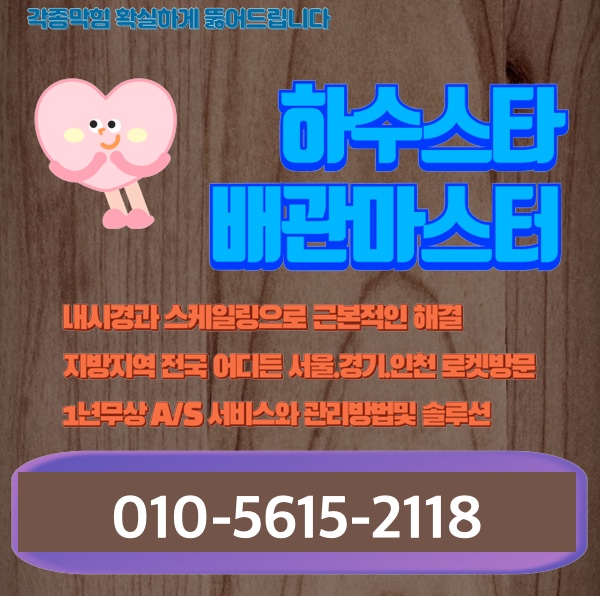 각종막힘 확실하게 뚫어드립니다
하수스타
배관마스터
내시경과 스케일링으로 근본적인 해결
지방지역 전국 어디든 서울.경기.인천 로켓방문
1년무상 A/S 서비스와 관리방법및 솔루션
010-5615-2118